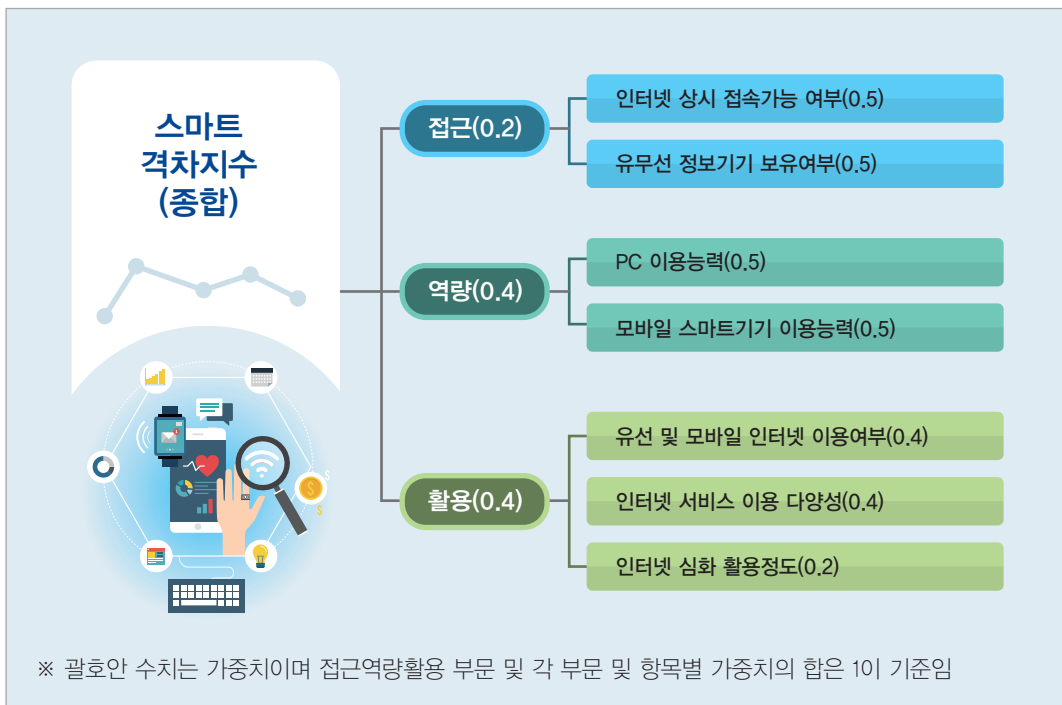 스마트
격차지수
(종합)
접근(0.2)
인터넷 상시 접속가능 여부(0.5)
유무선 정보기기 보유여부(0.5)
역량(0.4)
PC 이용능력(0.5)
모바일 스마트기기 이용능력(0.5)
활용(0.4)
유선 및 모바일 인터넷 이용여부(0.4)
인터넷 서비스 이용 다양성(0.4)
인터넷 심화 활용정도(0.2)
※ 괄호안 수치는 가중치이며 접근역량활용 부문 및 각 부문 및 항목별 가중치의 합은 1이 기준임